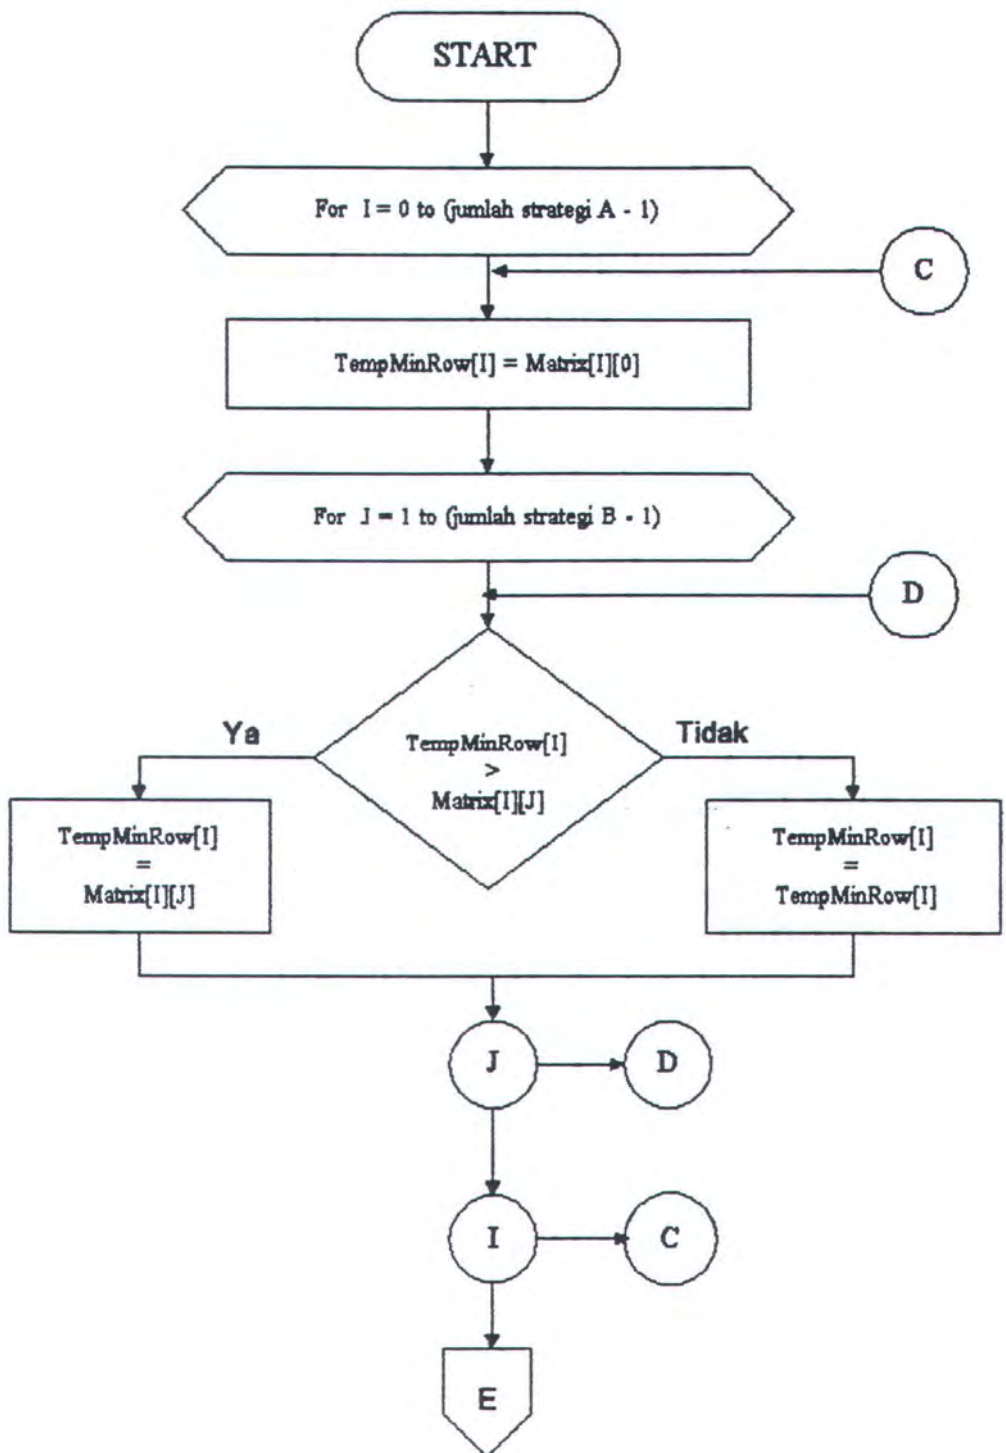 START
For I = 0 to (jumlah strategi A - 1)
C
TempMinRow[I] = Matrix[I][0]
For J = 1 to (jumlah strategi B - 1)
D
Ya
Tidak
TempMinRow[I]
>
Matrix[I][J]
TempMinRow[I]
=
Matrix[I][J]
TempMinRow[I]
=
TempMinRow[I]
J
D
I
C
E